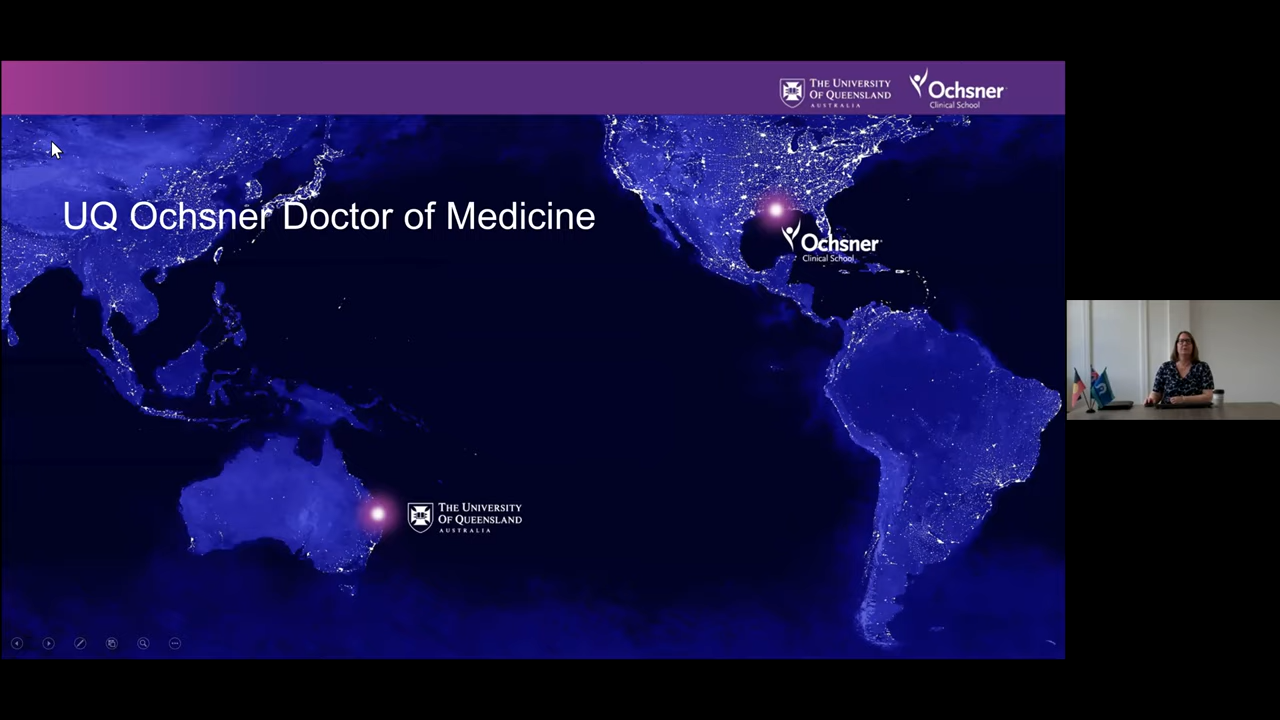 THE UNIVERSITY
OF QUEENSLAND
AUSTRALIA
Ochsner
Clinical School
UQ Ochsner Doctor of Medicine
Ochsner
Clinical School
THE UNIVERSITY
OF QUEENSLAND
AUSTRALIA